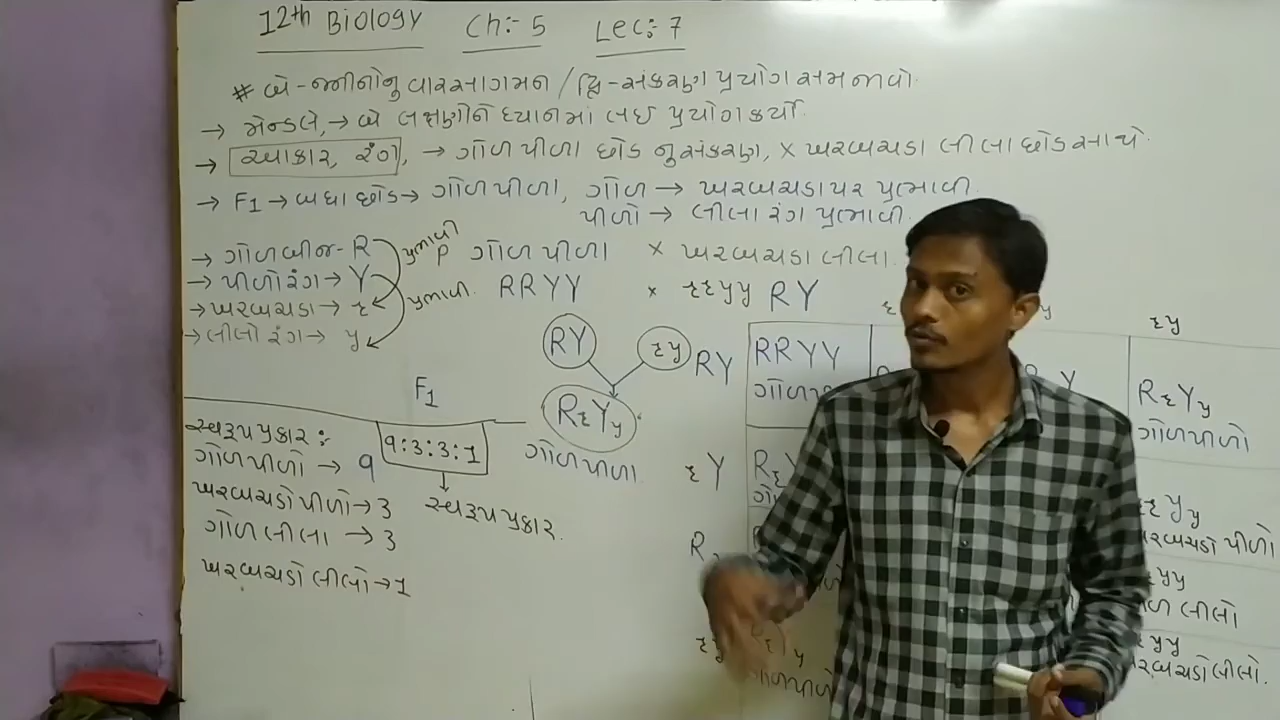 12th Biology Ch:- 5 Lec: 7
# બે-જનીનોનુ વારસાગમન / દ્વિ-સંકરણ પ્રયોગ સમજાવો
→ મેન્ડલે, → બે લક્ષણોને ધ્યાનમાં લઇ પ્રયોગ કર્યો.
→ આકાર, રંગ, → ગોળ પીળા છોડ નુ સંકરણ, × ખરબચડા લીલા છોડ સાથે
→ F1 → બધા છોડ → ગોળ પીળા, ગોળ → ખરબચડા પર પ્રભાવી.
પીળો → લીલા રંગ પ્રભાવી.
→ ગોળ બીજ - R પ્રભાવી
→ પીળો રંગ → Y પ્રભાવી.
→ ખરબચડા → r
→ લીલો રંગ → y
P ગોળ પીળા × ખરબચડા લીલા.
RRYY × rryy
RY ry
RrYy
ગોળ પીળા
F1
9:3:3:1
સ્વરૂપ પ્રકાર.
સ્વરૂપ પ્રકાર :-
ગોળ પીળો → 9
ખરબચડો પીળો → 3
ગોળ લીલા → 3
ખરબચડો લીલો → 1
RY ry
RY RRYY RrYy
ગોળ પીળો
rY
ખરબચડો પીળો
લીલો
ગોળ પીળો
ખરબચડો લીલો.